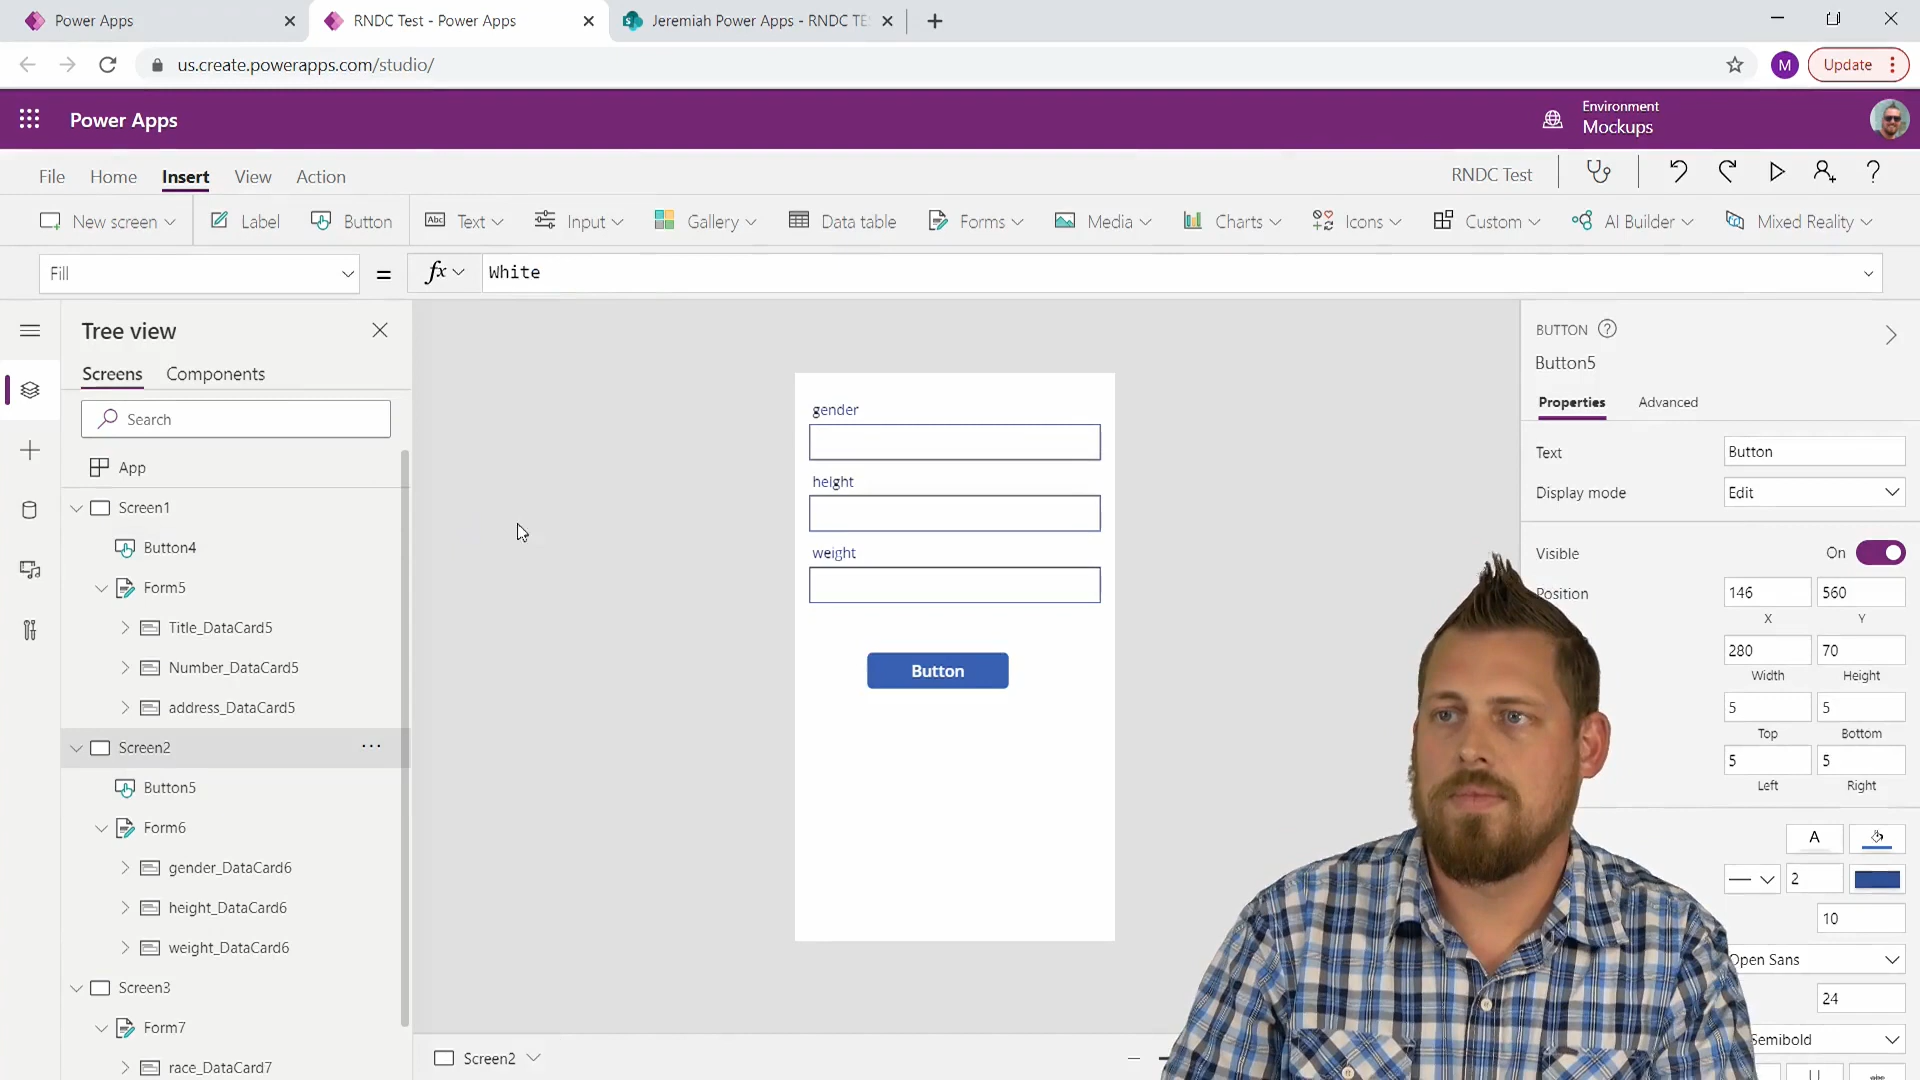 Power Apps
RNDC Test - Power Apps
Jeremiah Power Apps - RNDC TE
us.create.powerapps.com/studio/
M
Update
Power Apps
Environment
Mockups
File
Home
Insert
View
Action
RNDC Test
New screen
Label
Button
Abc
Text
Input
Gallery
Data table
Forms
Media
Charts
Icons
Custom
AI Builder
Mixed Reality
Fill
=
fx
White
Tree view
Screens
Components
Search
App
Screen1
Button4
Form5
Title_DataCard5
Number_DataCard5
address_DataCard5
Screen2
Button5
Form6
gender_DataCard6
height_DataCard6
weight_DataCard6
Screen3
Form7
race_DataCard7
gender
height
weight
Button
Screen2
BUTTON
Button5
Properties
Advanced
Text
Button
Display mode
Edit
Visible
On
Position
146
560
X
Y
280
70
Width
Height
5
5
Top
Bottom
5
5
Left
Right
A
2
10
Open Sans
24
Semibold